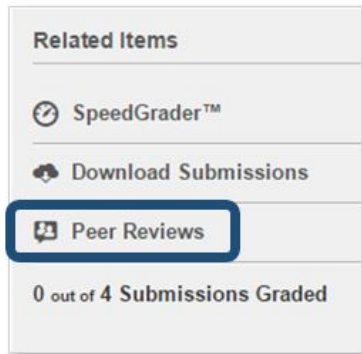 Related Items
SpeedGrader™
Download Submissions
Peer Reviews
0 out of 4 Submissions Graded